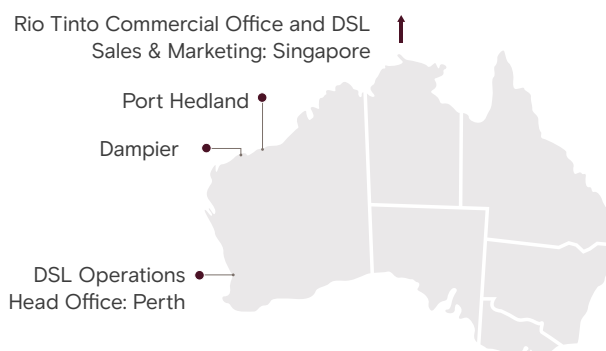 Rio Tinto Commercial Office and DSL
Sales & Marketing: Singapore
Port Hedland
Dampier
DSL Operations
Head Office: Perth